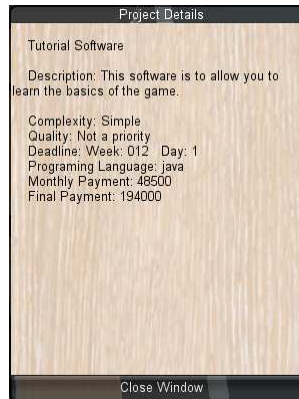 Project Details
Tutorial Software
Description: This software is to allow you to
learn the basics of the game.
Complexity: Simple
Quality: Not a priority
Deadline: Week: 012 Day: 1
Programing Language: java
Monthly Payment: 48500
Final Payment: 194000
Close Window